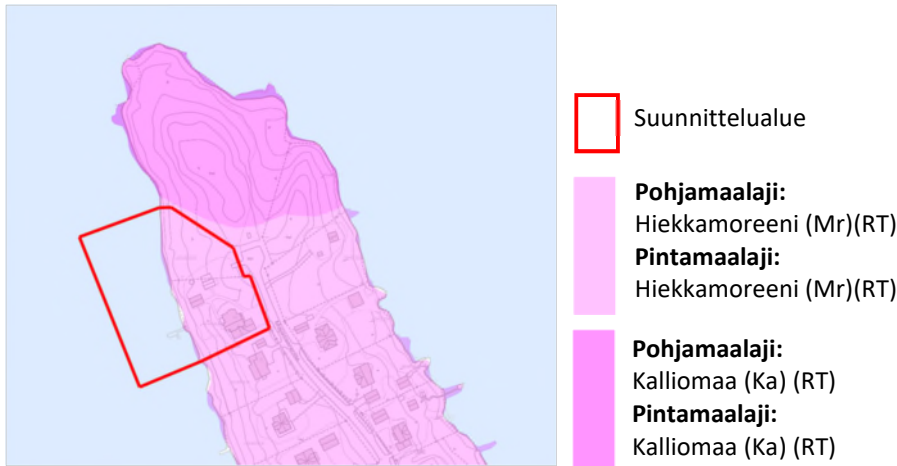 Suunnittelualue
Pohjamaalaji:
Hiekkamoreeni (Mr)(RT)
Pintamaalaji:
Hiekkamoreeni (Mr)(RT)
Pohjamaalaji:
Kalliomaa (Ka) (RT)
Pintamaalaji:
Kalliomaa (Ka) (RT)